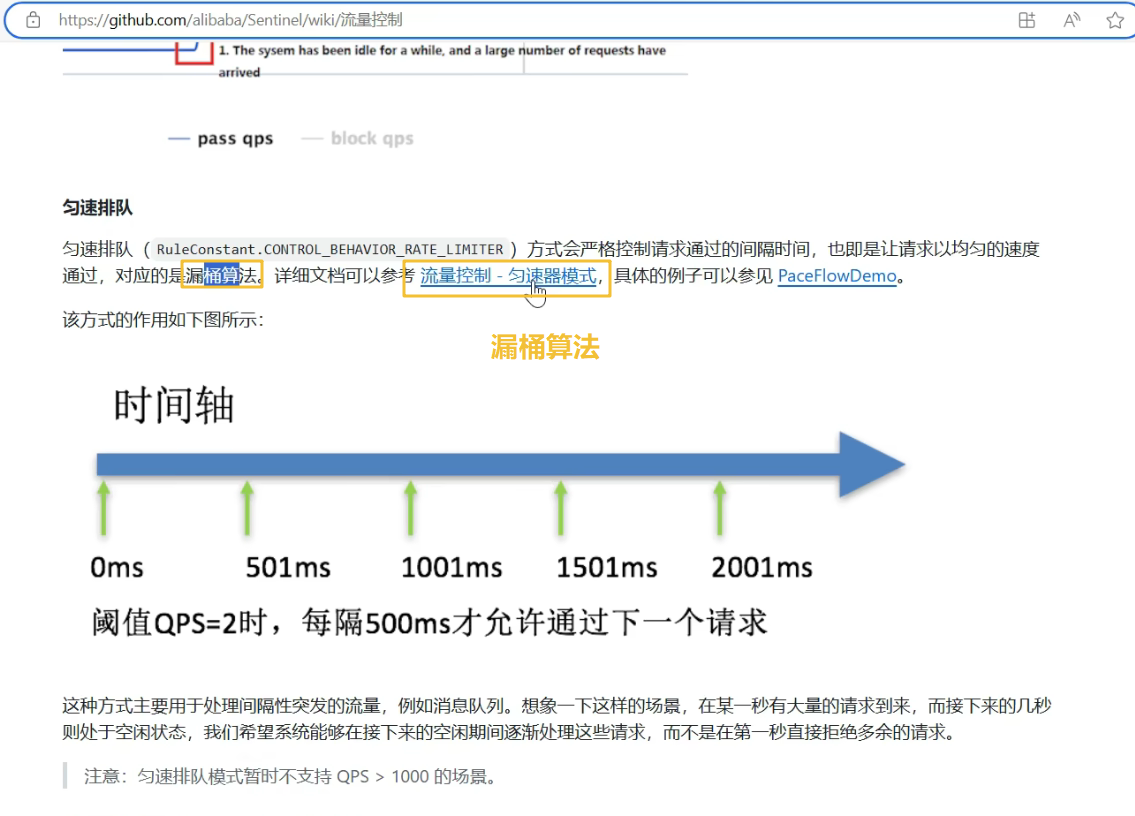 https://github.com/alibaba/Sentinel/wiki/流量控制
1. The sysem has been idle for a while, and a large number of requests have
arrived
pass qps
block qps
匀速排队
匀速排队（RuleConstant.CONTROL_BEHAVIOR_RATE_LIMITER）方式会严格控制请求通过的间隔时间，也即是让请求以均匀的速度
通过，对应的是漏桶算法。详细文档可以参考 流量控制 - 匀速器模式，具体的例子可以参见 PaceFlowDemo。
该方式的作用如下图所示：
漏桶算法
时间轴
0ms 501ms 1001ms 1501ms 2001ms
阈值QPS=2时，每隔500ms才允许通过下一个请求
这种方式主要用于处理间隔性突发的流量，例如消息队列。想象一下这样的场景，在某一秒有大量的请求到来，而接下来的几秒
则处于空闲状态，我们希望系统能够在接下来的空闲期间逐渐处理这些请求，而不是在第一秒直接拒绝多余的请求。
注意：匀速排队模式暂时不支持 QPS > 1000 的场景。